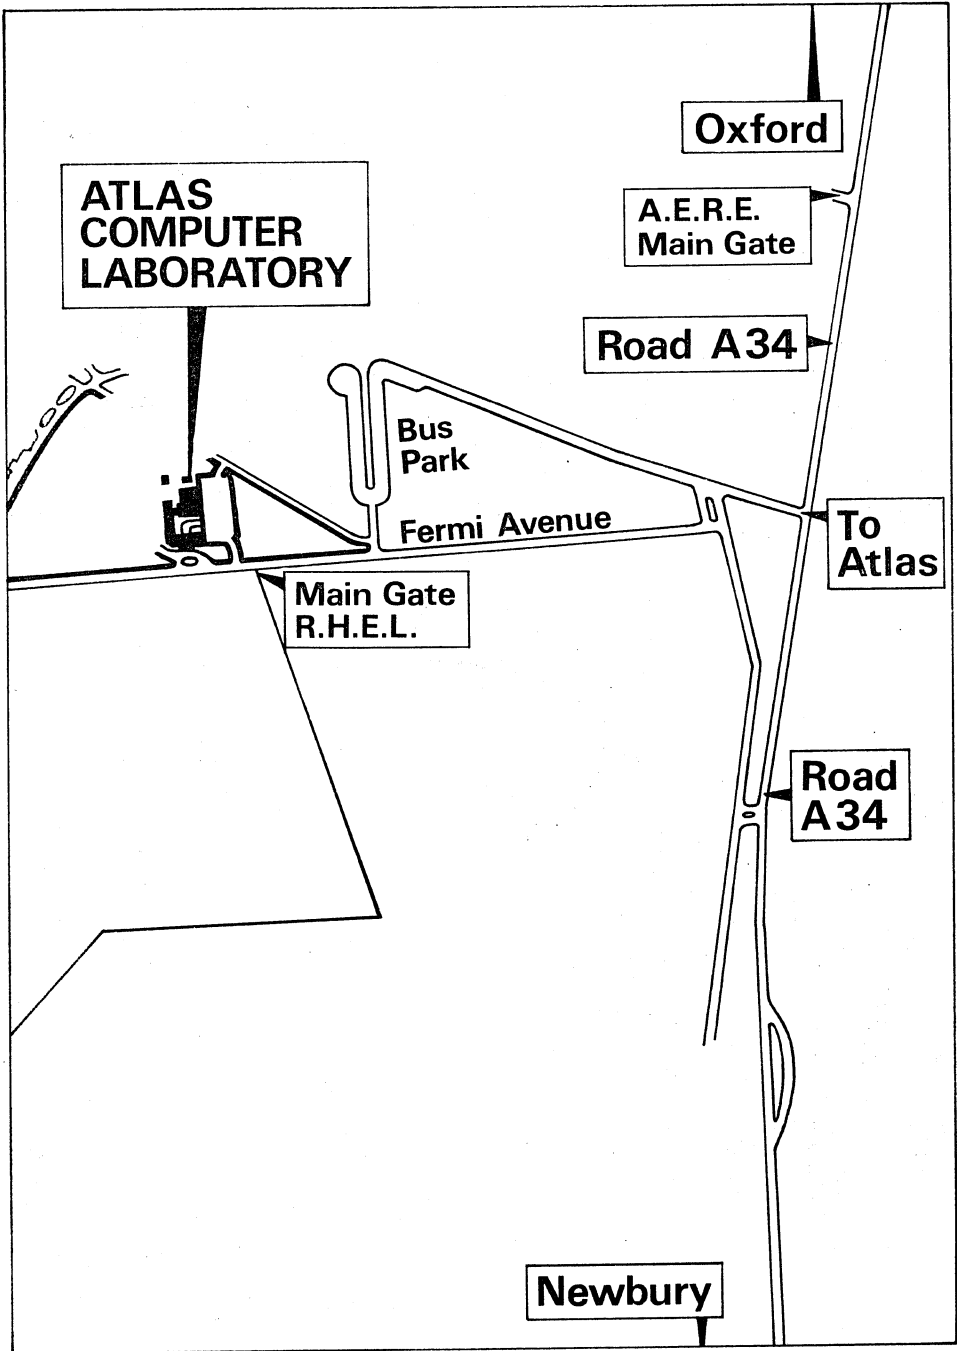 Oxford
ATLAS
COMPUTER
LABORATORY
A.E.R.E.
Main Gate
Road A34
Bus
Park
Fermi Avenue
To
Atlas
Main Gate
R.H.E.L.
Road
A34
Newbury